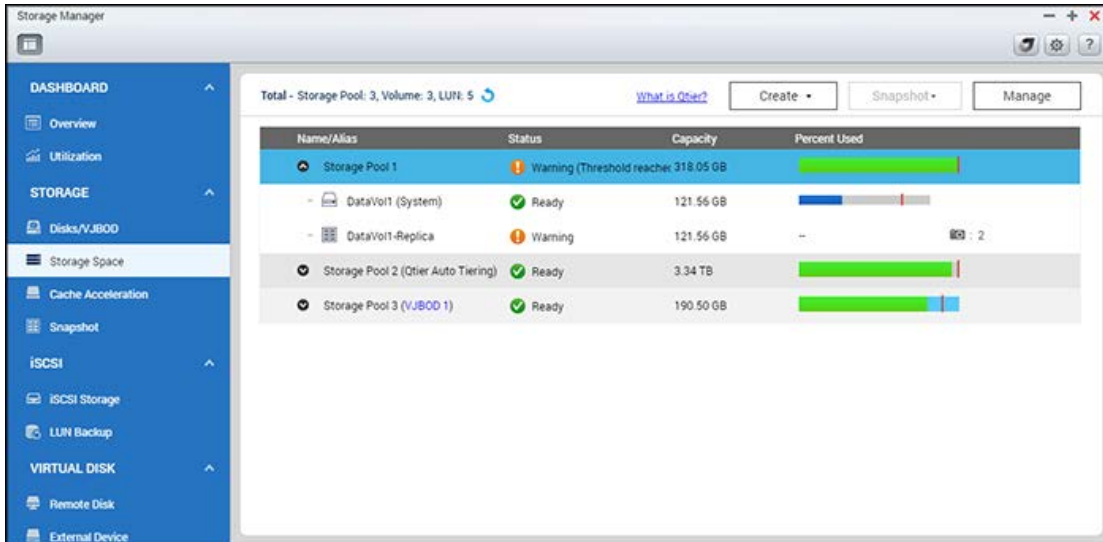 Storage Manager
DASHBOARD
Overview
Utilization
STORAGE
Disks/VJBOD
Storage Space
Cache Acceleration
Snapshot
iSCSI
iSCSI Storage
LUN Backup
VIRTUAL DISK
Remote Disk
External Device
Total - Storage Pool: 3, Volume: 3, LUN: 5 What is Qtier? Create Snapshot Manage
Name/Alias Status Capacity Percent Used
Storage Pool 1 Warning (Threshold reached 318.05 GB
DataVol1 (System) Ready 121.56 GB
DataVol1-Replica Warning 121.56 GB -- : 2
Storage Pool 2 (Qtier Auto Tiering) Ready 3.34 TB
Storage Pool 3 (VJBOD 1) Ready 190.50 GB